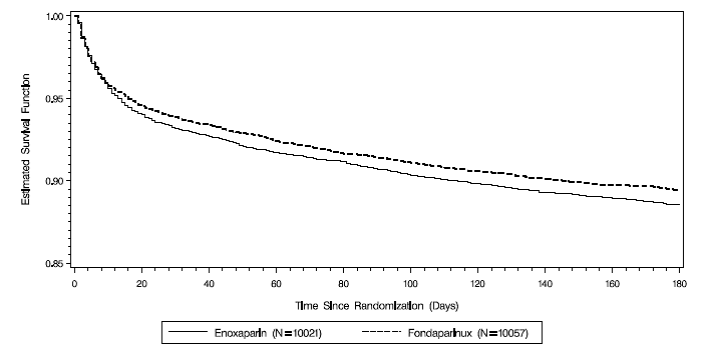 Estimated Survival Function
1.00
0.95
0.90
0.85
0 20 40 60 80 100 120 140 160 180
Time Since Randomization (Days)
Enoxaparin (N=10021) Fondaparinux (N=10057)